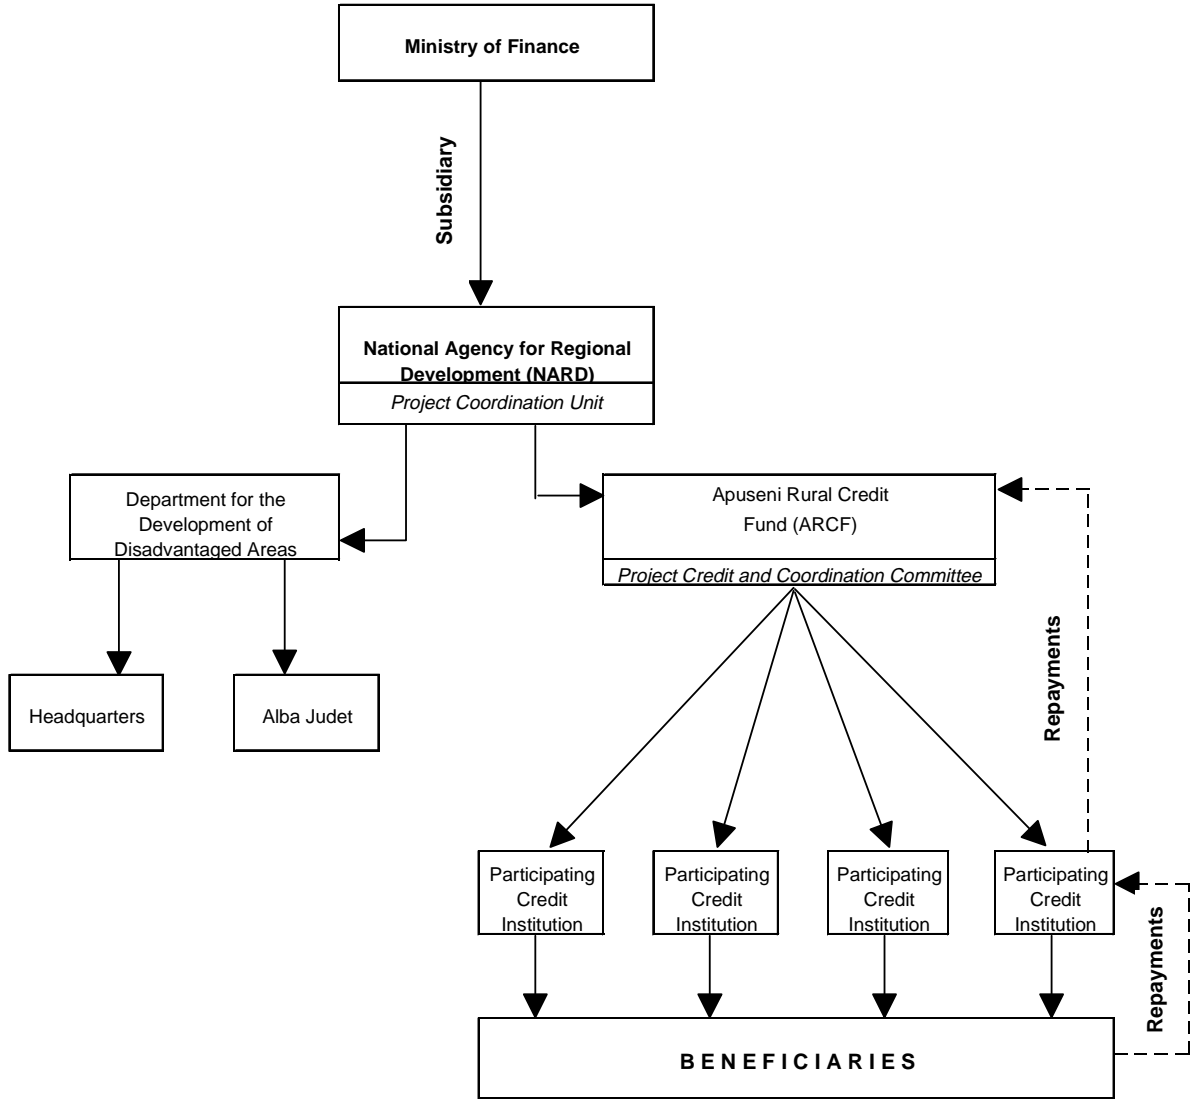 Ministry of Finance
Subsidiary
National Agency for Regional
Development (NARD)
Project Coordination Unit
Department for the
Development of
Disadvantaged Areas
Apuseni Rural Credit
Fund (ARCF)
Project Credit and Coordination Committee
Headquarters
Alba Judet
Repayments
Participating
Credit
Institution
Participating
Credit
Institution
Participating
Credit
Institution
Participating
Credit
Institution
Repayments
BENEFICIARIES